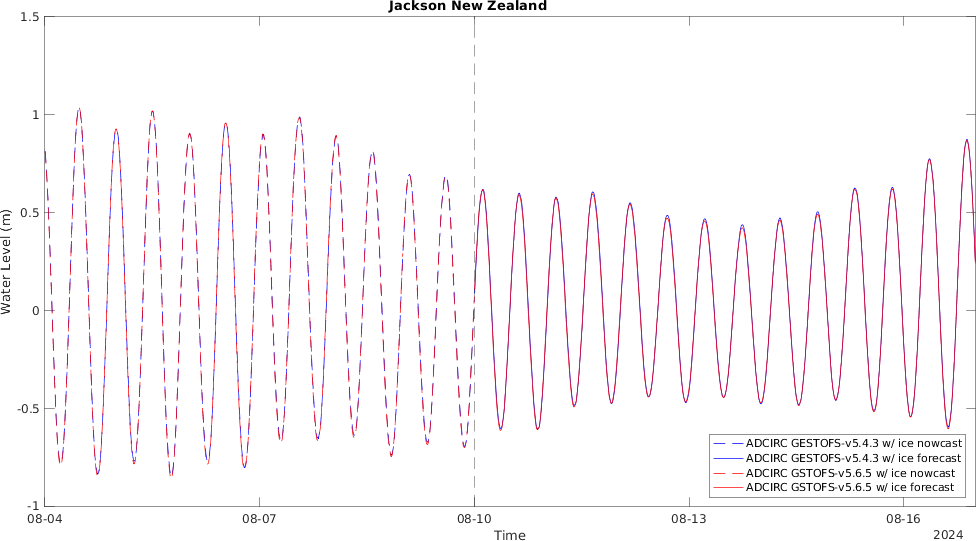 Jackson New Zealand
1.5
1
0.5
0
-0.5
-1
Water Level (m)
08-04
08-07
08-10
08-13
08-16
Time
2024
ADCIRC GESTOFS-v5.4.3 w/ ice nowcast
ADCIRC GESTOFS-v5.4.3 w/ ice forecast
ADCIRC GSTOFS-v5.6.5 w/ ice nowcast
ADCIRC GSTOFS-v5.6.5 w/ ice forecast